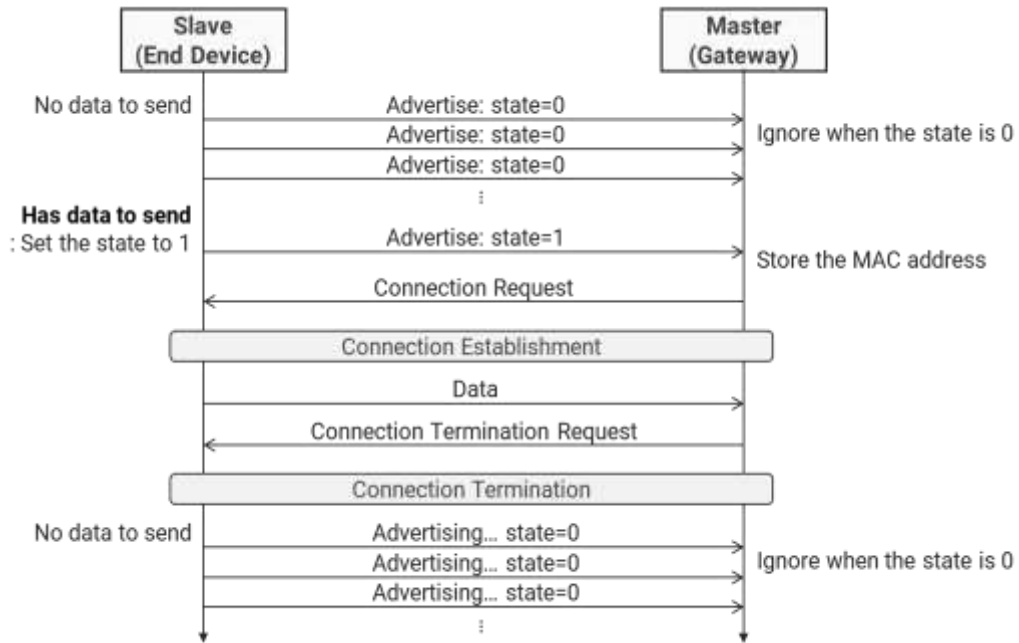 Slave
(End Device)
Master
(Gateway)
No data to send
Advertise: state=0
Advertise: state=0
Ignore when the state is 0
Advertise: state=0
⋮
Has data to send
: Set the state to 1
Advertise: state=1
Store the MAC address
Connection Request
Connection Establishment
Data
Connection Termination Request
Connection Termination
No data to send
Advertising... state=0
Advertising... state=0
Ignore when the state is 0
Advertising... state=0
⋮